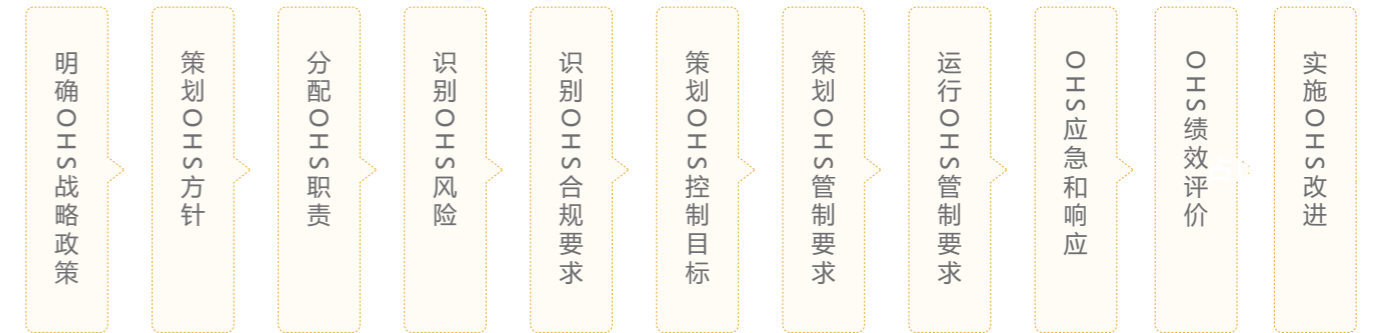 明确OHS战略政策
策划OHS方针
分配OHS职责
识别OHS风险
识别OHS合规要求
策划OHS控制目标
策划OHS管制要求
运行OHS管制要求
OHS应急和响应
OHS绩效评价
实施OHS改进